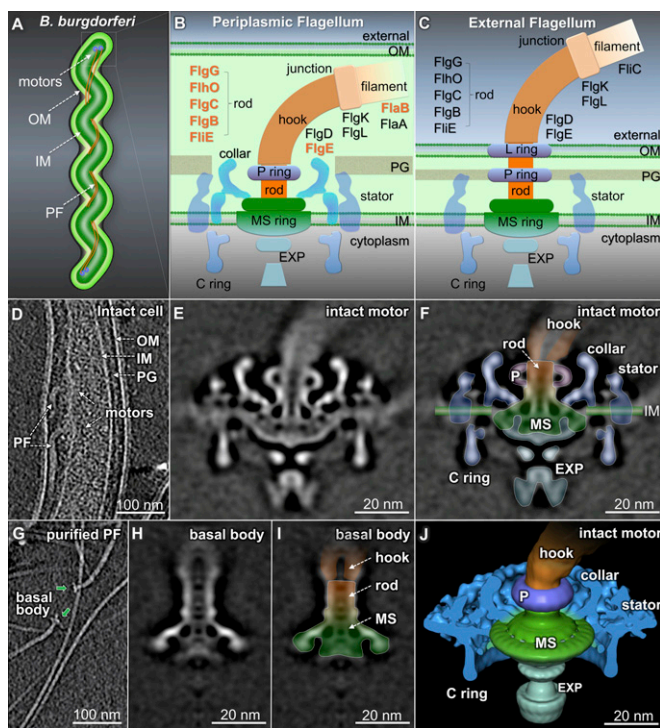 A
B. burgdorferi
motors
OM
IM
PF
B
Periplasmic Flagellum
external
OM
junction
filament
FlgG
FlhO
FlgC
FlgB
FliE
rod
FlgK
FlgL
FlaB
FlaA
hook
FlgD
FlgE
collar
PG
P ring
rod
stator
MS ring
IM
cytoplasm
EXP
C ring
C
External Flagellum
junction
filament
FliC
FlgG
FlhO
FlgC
FlgB
FliE
rod
FlgK
FlgL
hook
FlgD
FlgE
external
L ring
OM
P ring
PG
rod
stator
MS ring
IM
cytoplasm
EXP
C ring
D
Intact cell
OM
IM
PG
motors
PF
100 nm
E
intact motor
20 nm
F
intact motor
hook
rod
collar
P
stator
IM
MS
C ring
EXP
20 nm
G
purified PF
basal
body
100 nm
H
basal body
20 nm
I
basal body
hook
rod
MS
20 nm
J
intact motor
hook
collar
P
stator
MS
C ring
EXP
20 nm